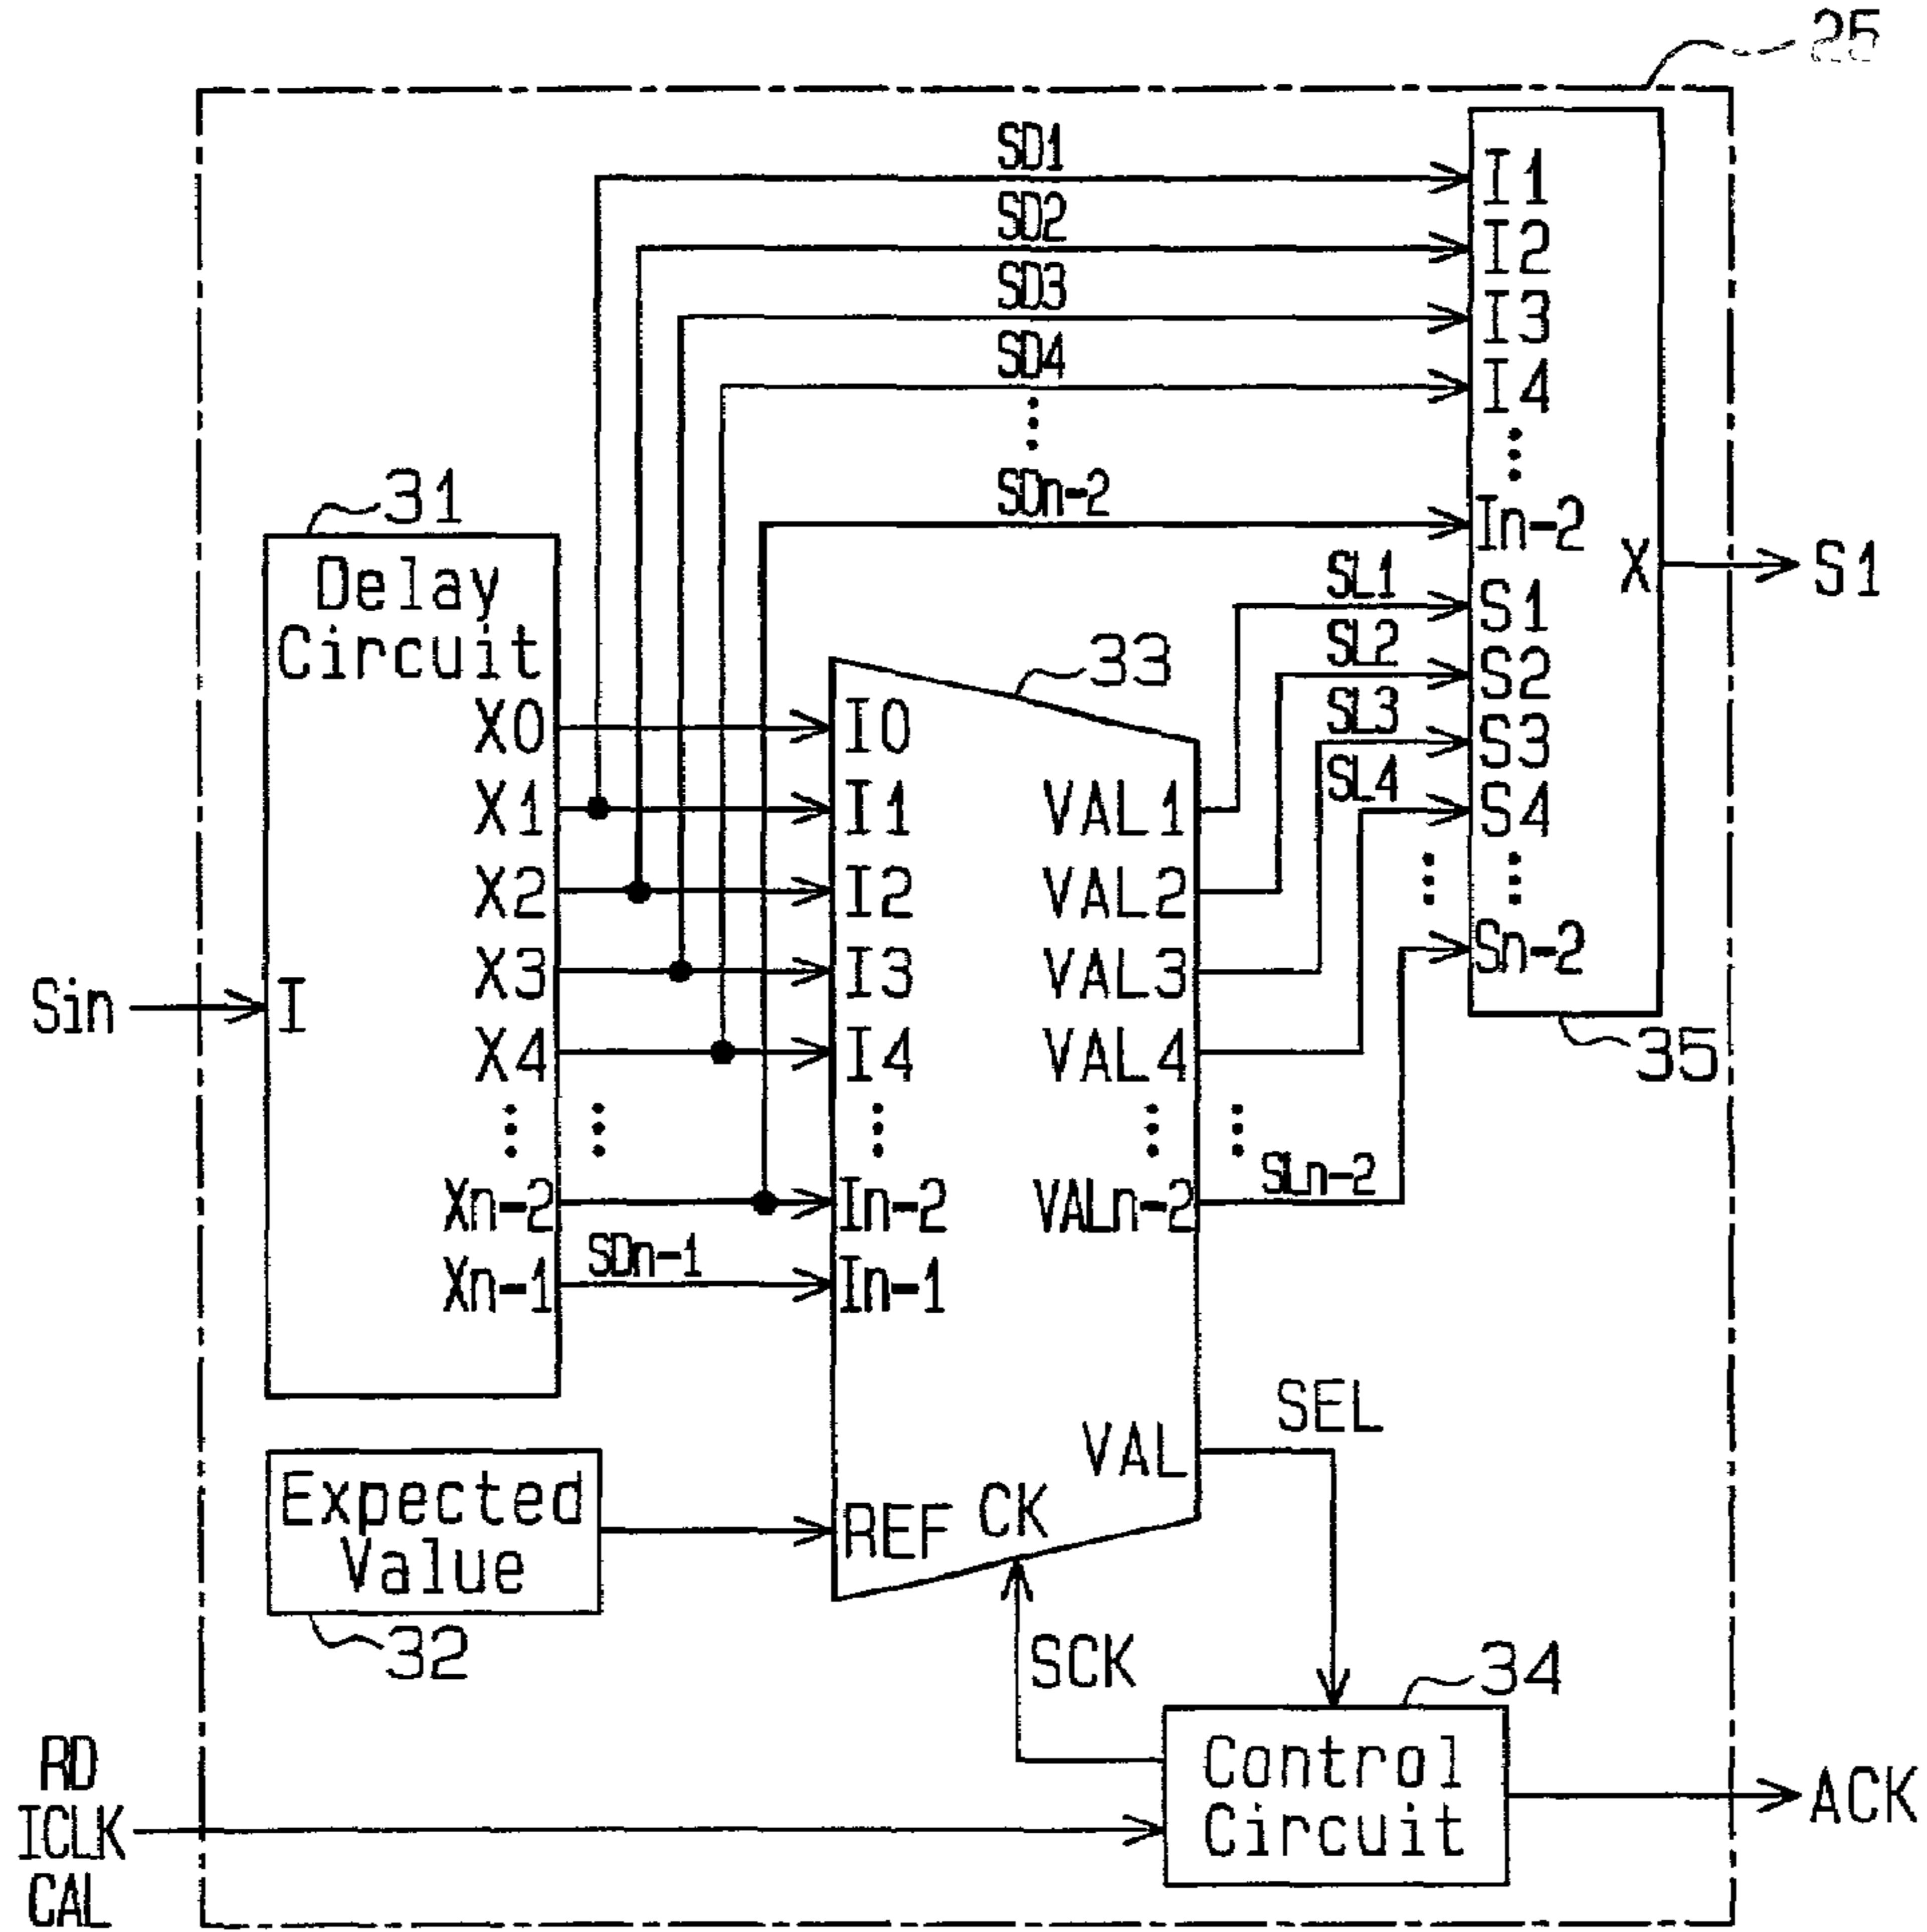 25
SD1
I1
SD2
I2
SD3
I3
SD4
I4
SDn-2
In-2
31
Delay
Circuit
X
S1
SL1
S1
SL2
S2
SL3
S3
SL4
S4
Sn-2
35
33
X0
I0
X1
I1
VAL1
X2
I2
VAL2
X3
I3
VAL3
Sin
I
X4
I4
VAL4
Xn-2
In-2
VALn-2
SLn-2
SDn-1
Xn-1
In-1
SEL
VAL
Expected
Value
REF
CK
32
SCK
34
Control
Circuit
RD
ICLK
CAL
ACK